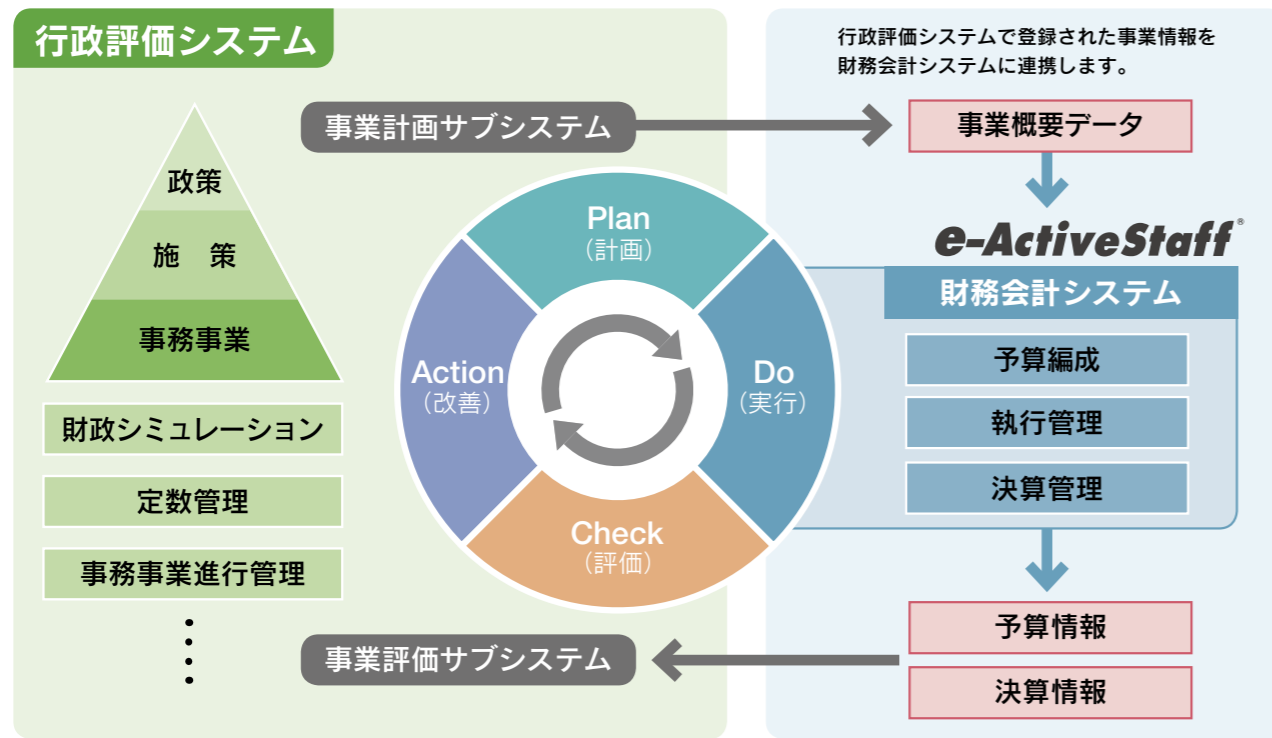 行政評価システム
政策
施　策
事務事業
財政シミュレーション
定数管理
事務事業進行管理
事業計画サブシステム
Plan
（計画）
Do
（実行）
Check
（評価）
Action
（改善）
事業評価サブシステム
行政評価システムで登録された事業情報を
財務会計システムに連携します。
事業概要データ
e-ActiveStaff®
財務会計システム
予算編成
執行管理
決算管理
予算情報
決算情報